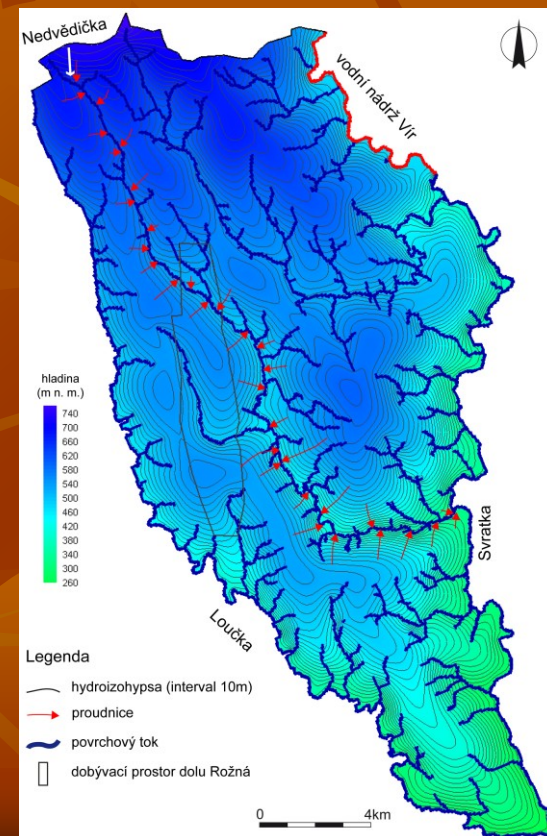 Nedvědička
vodní nádrž Vír
hladina
(m n. m.)
740
700
660
620
580
540
500
460
420
380
340
300
260
Svratka
Loučka
Legenda
hydroizohypsa (interval 10m)
proudnice
povrchový tok
dobývací prostor dolu Rožná
0 4km